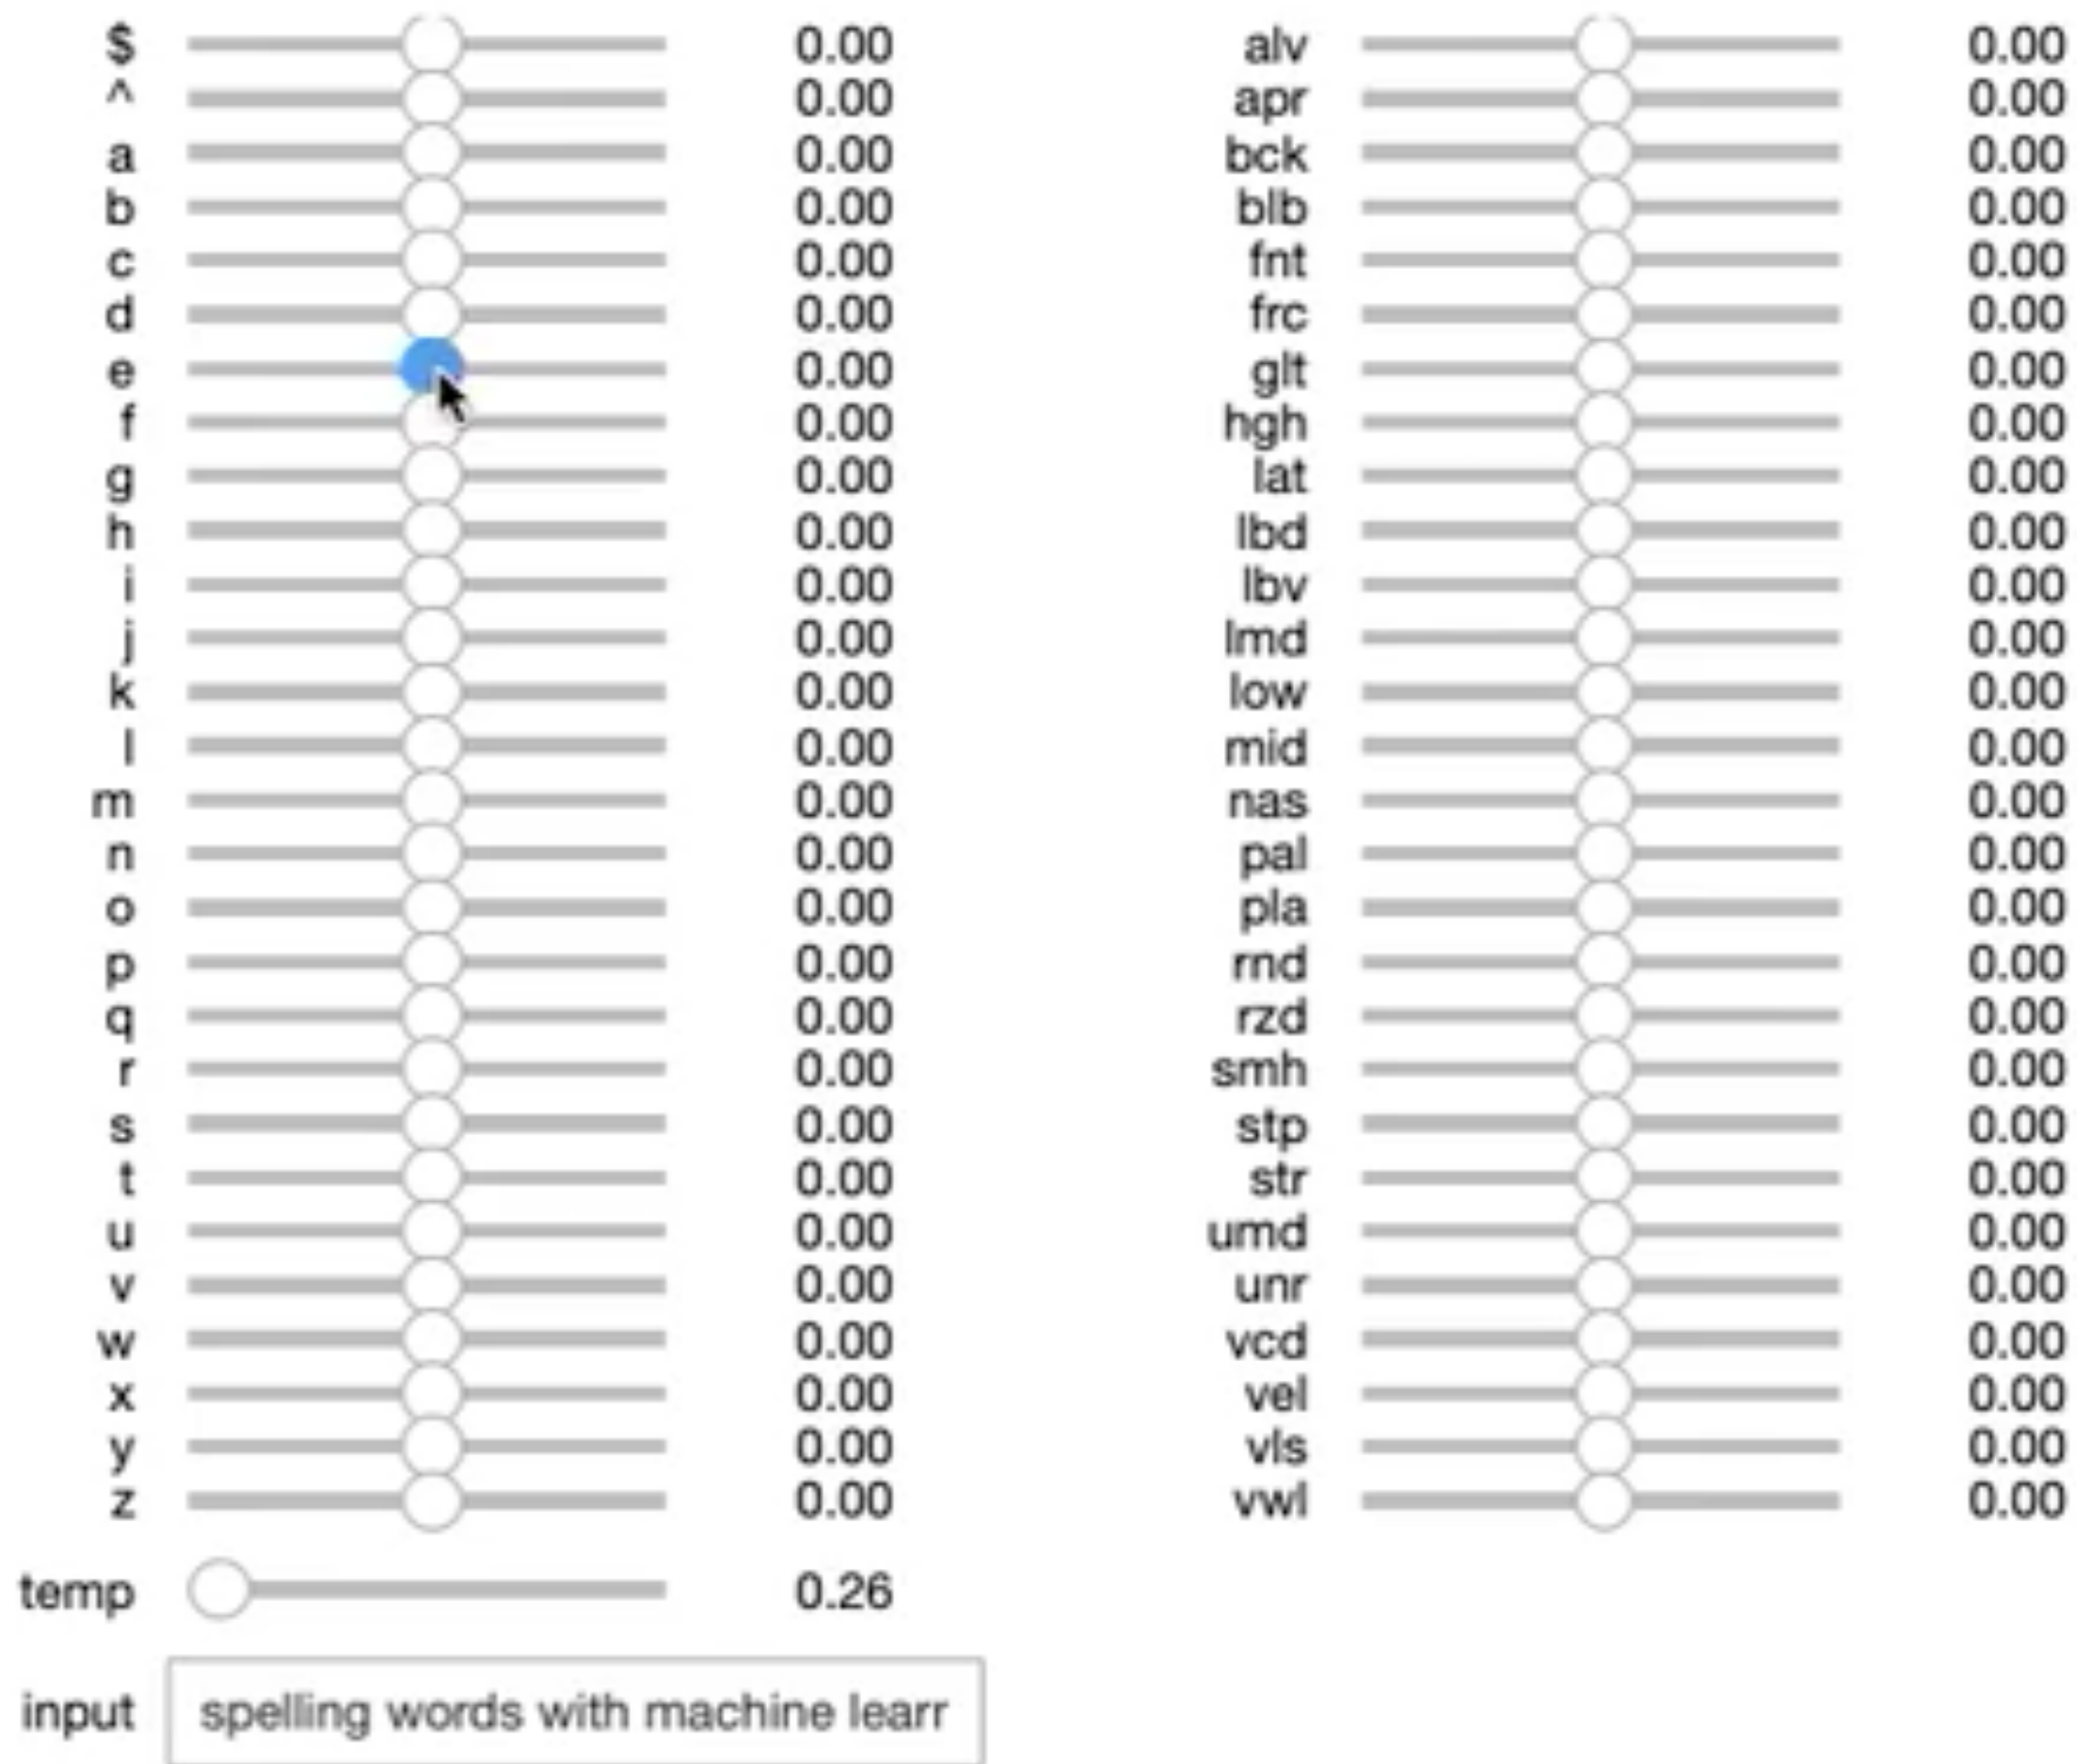 $ 0.00 alv 0.00
^ 0.00 apr 0.00
a 0.00 bck 0.00
b 0.00 blb 0.00
c 0.00 fnt 0.00
d 0.00 frc 0.00
e 0.00 glt 0.00
f 0.00 hgh 0.00
g 0.00 lat 0.00
h 0.00 lbd 0.00
i 0.00 lbv 0.00
j 0.00 lmd 0.00
k 0.00 low 0.00
l 0.00 mid 0.00
m 0.00 nas 0.00
n 0.00 pal 0.00
o 0.00 pla 0.00
p 0.00 rnd 0.00
q 0.00 rzd 0.00
r 0.00 smh 0.00
s 0.00 stp 0.00
t 0.00 str 0.00
u 0.00 umd 0.00
v 0.00 unr 0.00
w 0.00 vcd 0.00
x 0.00 vel 0.00
y 0.00 vls 0.00
z 0.00 vwl 0.00
temp 0.26
input spelling words with machine learr